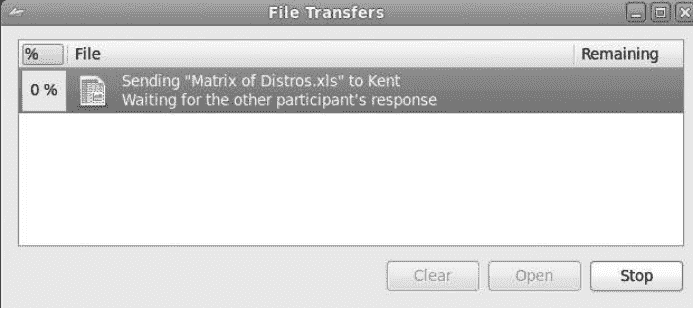 File Transfers
% File Remaining
0 % Sending "Matrix of Distros.xls" to Kent
Waiting for the other participant's response
Clear Open Stop